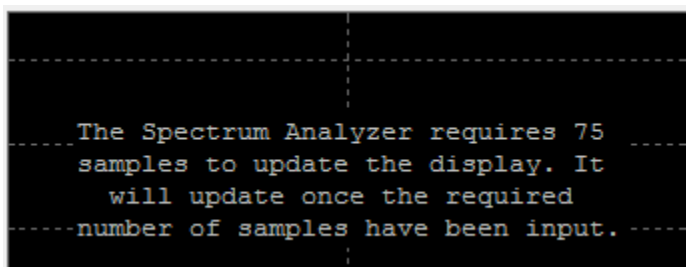 The Spectrum Analyzer requires 75
samples to update the display. It
will update once the required
number of samples have been input.